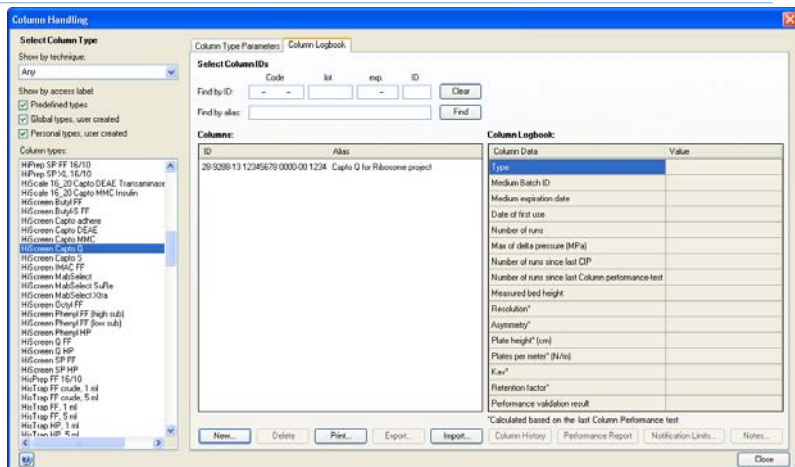 Column Handling
Select Column Type
Show by technique:
Any
Show by access label:
Predefined types
Global types, user created
Personal types, user created
Column types:
HiPrep SP FF 16/10
HiPrep SP XL 16/10
HiScale 16_20 Capto DEAE Transaminase
HiScale 16_20 Capto MMC Insulin
HiScreen Butyl FF
HiScreen Butyl-S FF
HiScreen Capto adhere
HiScreen Capto DEAE
HiScreen Capto MMC
HiScreen Capto Q
HiScreen Capto S
HiScreen IMAC FF
HiScreen MabSelect
HiScreen MabSelect SuRe
HiScreen MabSelect Xtra
HiScreen Octyl FF
HiScreen Phenyl FF (high sub)
HiScreen Phenyl FF (low sub)
HiScreen Phenyl HP
HiScreen Q FF
HiScreen Q HP
HiScreen SP FF
HiScreen SP HP
HisPrep FF 16/10
HisTrap FF crude, 1 ml
HisTrap FF crude, 5 ml
HisTrap FF, 1 ml
HisTrap FF, 5 ml
HisTrap HP, 1 ml
HisTrap HP, 5 ml
Column Type Parameters
Column Logbook
Select Column IDs
Code lot exp. ID
Find by ID: - - - Clear
Find by alias: Find
Columns:
ID Alias
28-9288-13 12345678 0000-00 1234 Capto Q for Ribosome project
New... Delete Print... Export... Import...
Column Logbook:
Column Data Value
Type
Medium Batch ID
Medium expiration date
Date of first use
Number of runs
Max of delta pressure (MPa)
Number of runs since last CIP
Number of runs since last Column performance-test
Measured bed height
Resolution*
Asymmetry*
Plate height* (cm)
Plates per meter* (N/m)
Kav*
Retention factor*
Performance validation result
*Calculated based on the last Column Performance test
Column History Performance Report Notification Limits... Notes...
Close